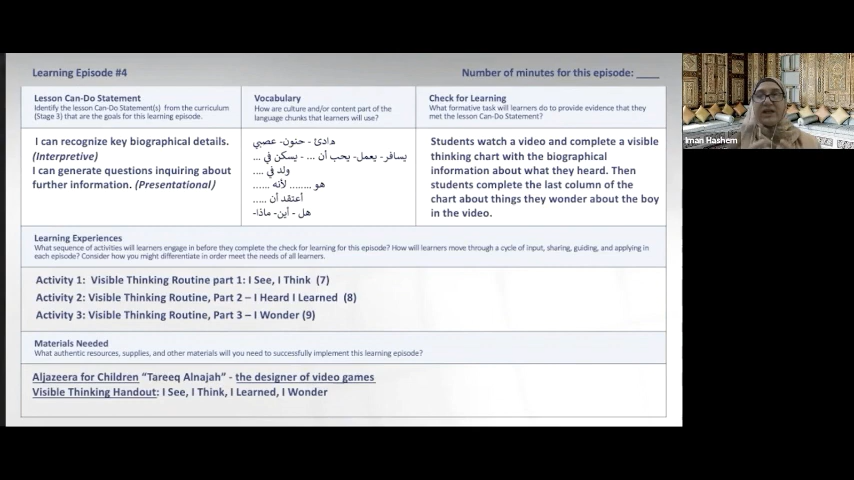 Learning Episode #4
Number of minutes for this episode: ____
Lesson Can-Do Statement
Identify the lesson Can-Do Statement(s) from the curriculum
(Stage 3) that are the goals for this learning episode.
Vocabulary
How are culture and/or content part of the
language chunks that learners will use?
Check for Learning
What formative task will learners do to provide evidence that they
met the lesson Can-Do Statement?
I can recognize key biographical details.
(Interpretive)
I can generate questions inquiring about
further information. (Presentational)
هادئ - حنون- عصبي
يسافر- يعمل- يحب أن ... - يسكن في ...
ولد في ....
هو ........ لأنه ......
أعتقد أن .....
هل - أين- ماذا-
Students watch a video and complete a visible
thinking chart with the biographical
information about what they heard. Then
students complete the last column of the
chart about things they wonder about the boy
in the video.
Learning Experiences
What sequence of activities will learners engage in before they complete the check for learning for this episode? How will learners move through a cycle of input, sharing, guiding, and applying in
each episode? Consider how you might differentiate in order meet the needs of all learners.
Activity 1: Visible Thinking Routine part 1: I See, I Think (7)
Activity 2: Visible Thinking Routine, Part 2 – I Heard I Learned (8)
Activity 3: Visible Thinking Routine, Part 3 – I Wonder (9)
Materials Needed
What authentic resources, supplies, and other materials will you need to successfully implement this learning episode?
Aljazeera for Children "Tareeq Alnajah" - the designer of video games
Visible Thinking Handout: I See, I Think, I Learned, I Wonder
Iman Hashem